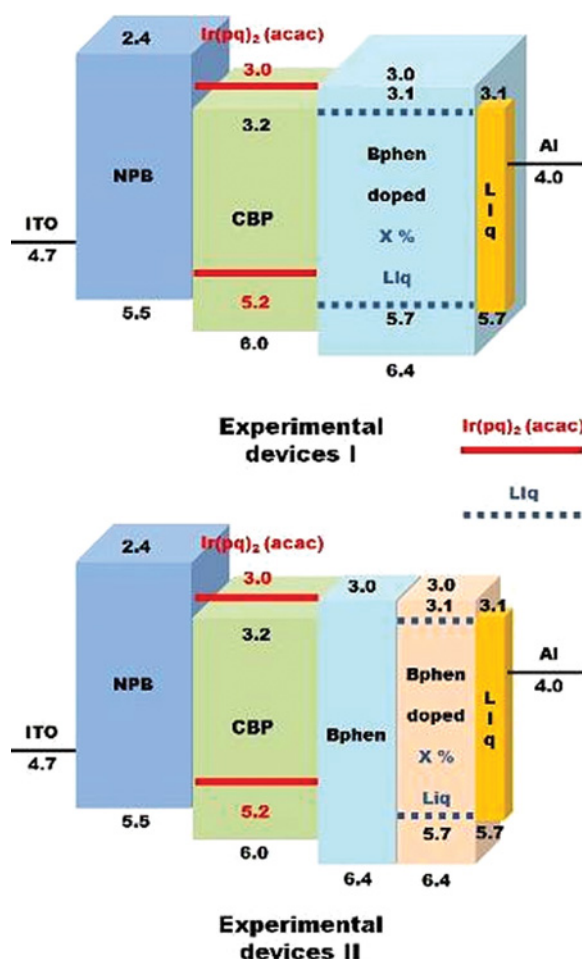 2.4
Ir(pq)₂ (acac)
3.0
3.0
3.1
3.1
3.2
NPB
Bphen
doped
X %
Liq
CBP
L
i
q
Al
4.0
ITO
4.7
5.2
5.7
5.7
5.5
6.0
6.4
Experimental
devices I
Ir(pq)₂ (acac)
Liq
2.4
Ir(pq)₂ (acac)
3.0
3.0
3.0
3.1
3.1
3.2
NPB
CBP
Bphen
Bphen
doped
X %
Liq
L
i
q
Al
4.0
ITO
4.7
5.2
5.7
5.7
5.5
6.0
6.4
6.4
Experimental
devices II